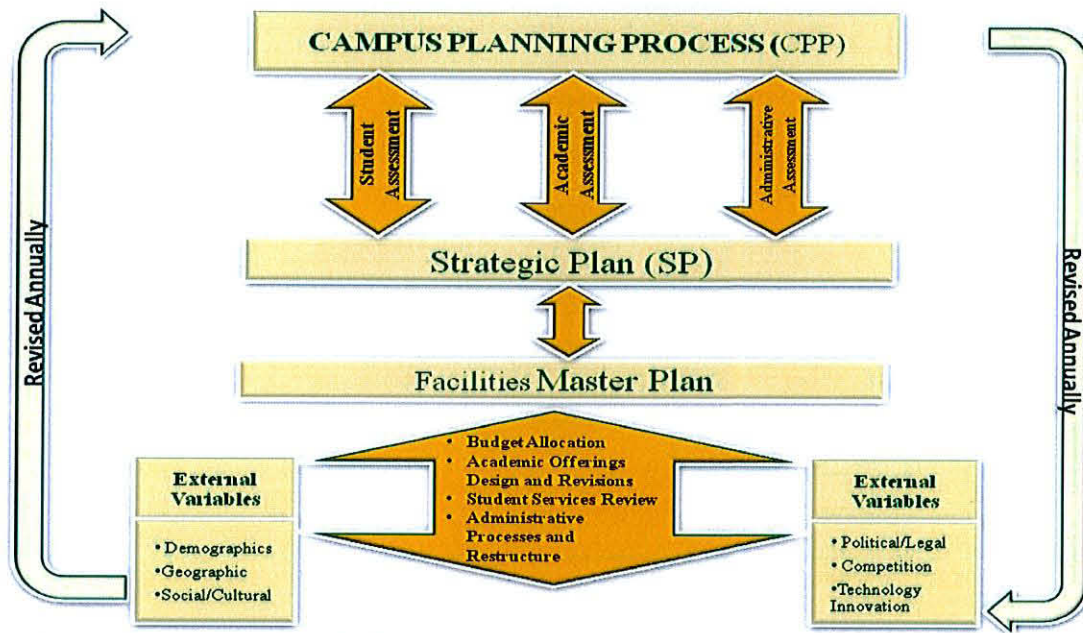 CAMPUS PLANNING PROCESS (CPP)
Student
Assessment
Academic
Assessment
Administrative
Assessment
Strategic Plan (SP)
Facilities Master Plan
• Budget Allocation
• Academic Offerings
Design and Revisions
• Student Services Review
• Administrative
Processes and
Restructure
External
Variables
• Demographics
• Geographic
• Social/Cultural
External
Variables
• Political/Legal
• Competition
• Technology
Innovation
Revised Annually
Revised Annually